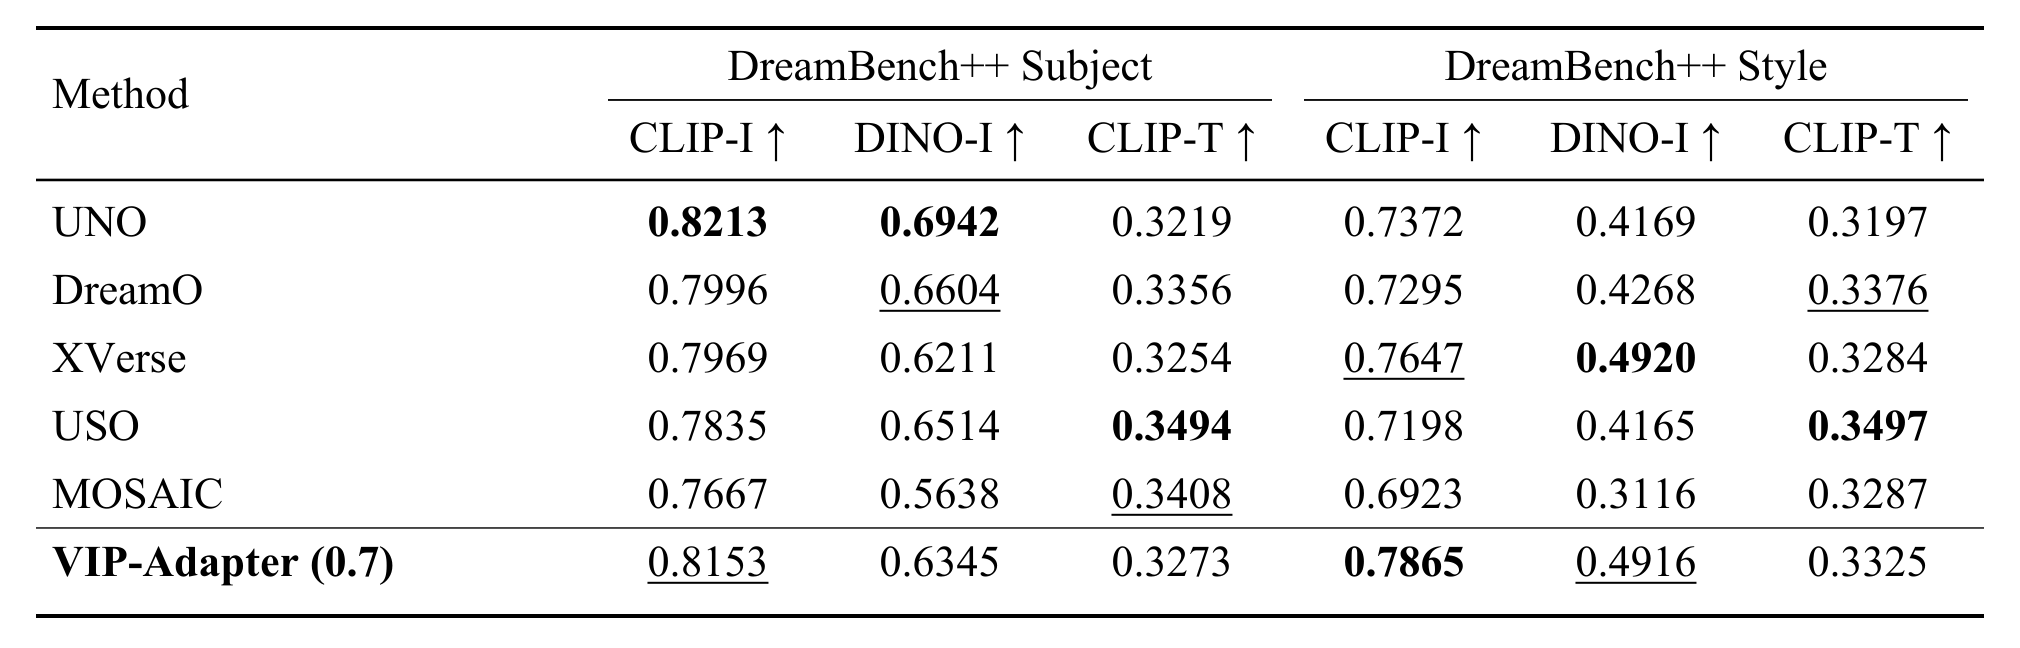 Method DreamBench++ Subject DreamBench++ Style
CLIP-I ↑ DINO-I ↑ CLIP-T ↑ CLIP-I ↑ DINO-I ↑ CLIP-T ↑
UNO 0.8213 0.6942 0.3219 0.7372 0.4169 0.3197
DreamO 0.7996 0.6604 0.3356 0.7295 0.4268 0.3376
XVerse 0.7969 0.6211 0.3254 0.7647 0.4920 0.3284
USO 0.7835 0.6514 0.3494 0.7198 0.4165 0.3497
MOSAIC 0.7667 0.5638 0.3408 0.6923 0.3116 0.3287
VIP-Adapter (0.7) 0.8153 0.6345 0.3273 0.7865 0.4916 0.3325